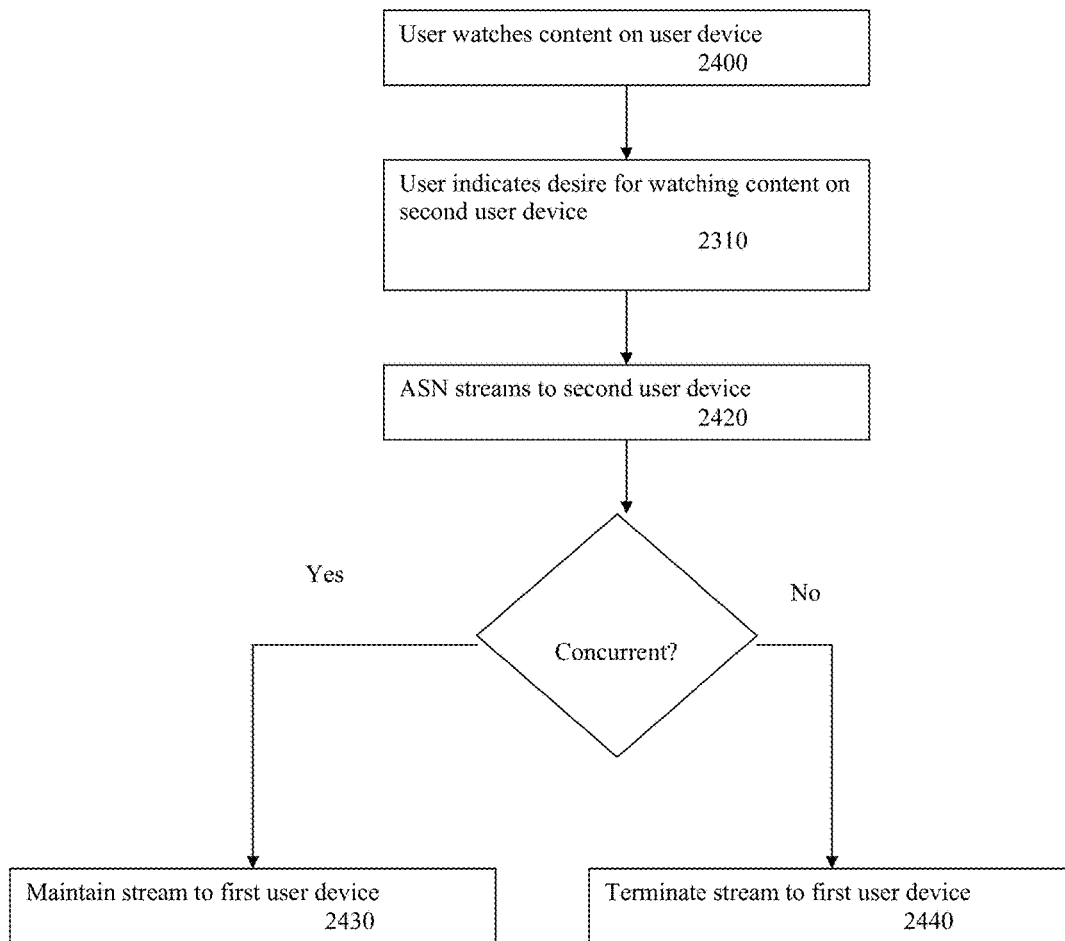 User watches content on user device
2400
User indicates desire for watching content on
second user device
2310
ASN streams to second user device
2420
Yes
No
Concurrent?
Maintain stream to first user device
2430
Terminate stream to first user device
2440